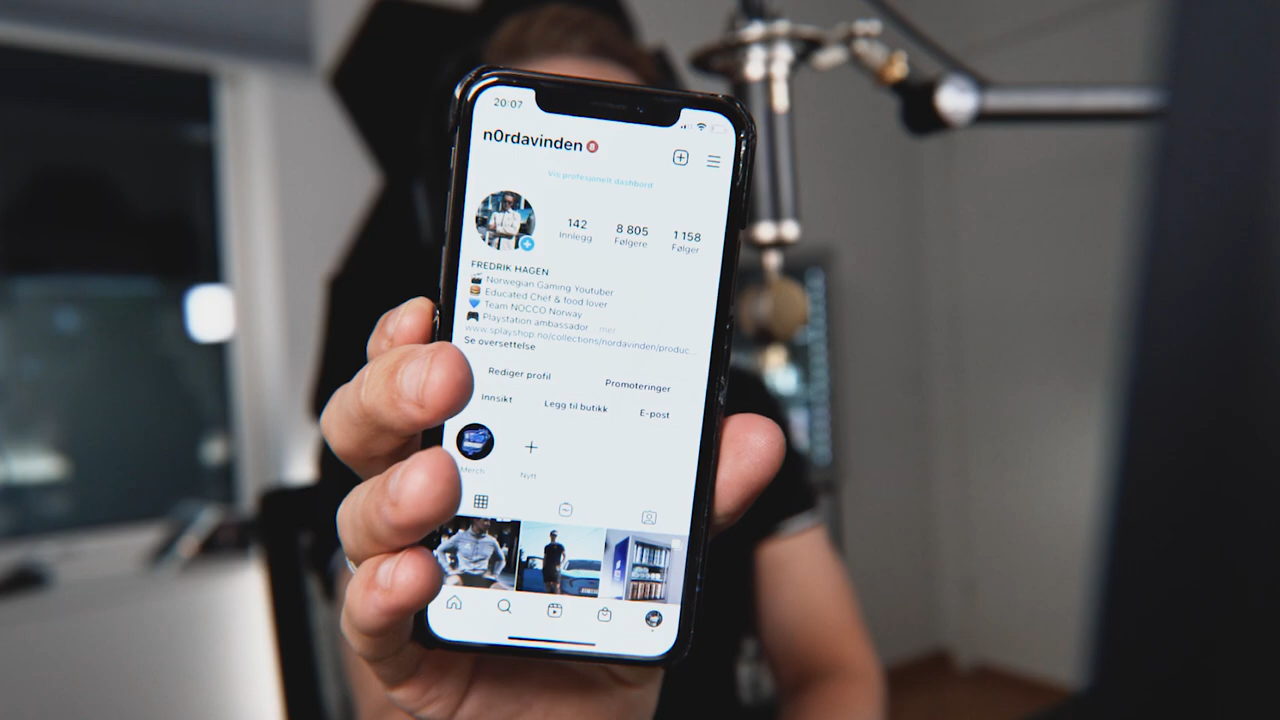 20:07
n0rdavinden 8
Vis profesjonelt dashbord
142 8 805 1 158
Innlegg Følgere Følger
FREDRIK HAGEN
Norwegian Gaming Youtuber
Educated Chef & food lover
Team NOCCO Norway
Playstation ambassador ... mer
www.splayshop.no/collections/nordavinden/produc...
Se oversettelse
Rediger profil Promoteringer
Innsikt Legg til butikk E-post
Merch Nytt